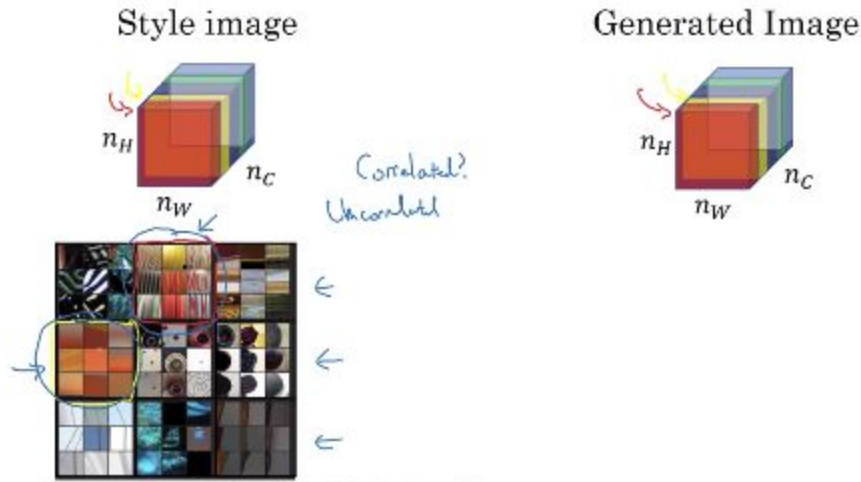 Style image
Generated Image
n_H
n_C
n_W
n_H
n_C
n_W
Correlated?
Uncorrelated